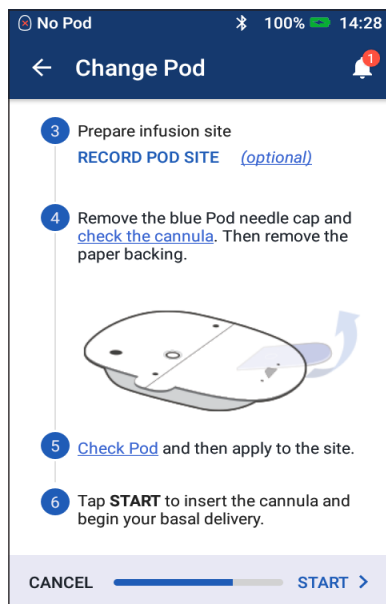 No Pod 100% 14:28
Change Pod 1
3 Prepare infusion site
RECORD POD SITE (optional)
4 Remove the blue Pod needle cap and
check the cannula. Then remove the
paper backing.
5 Check Pod and then apply to the site.
6 Tap START to insert the cannula and
begin your basal delivery.
CANCEL START